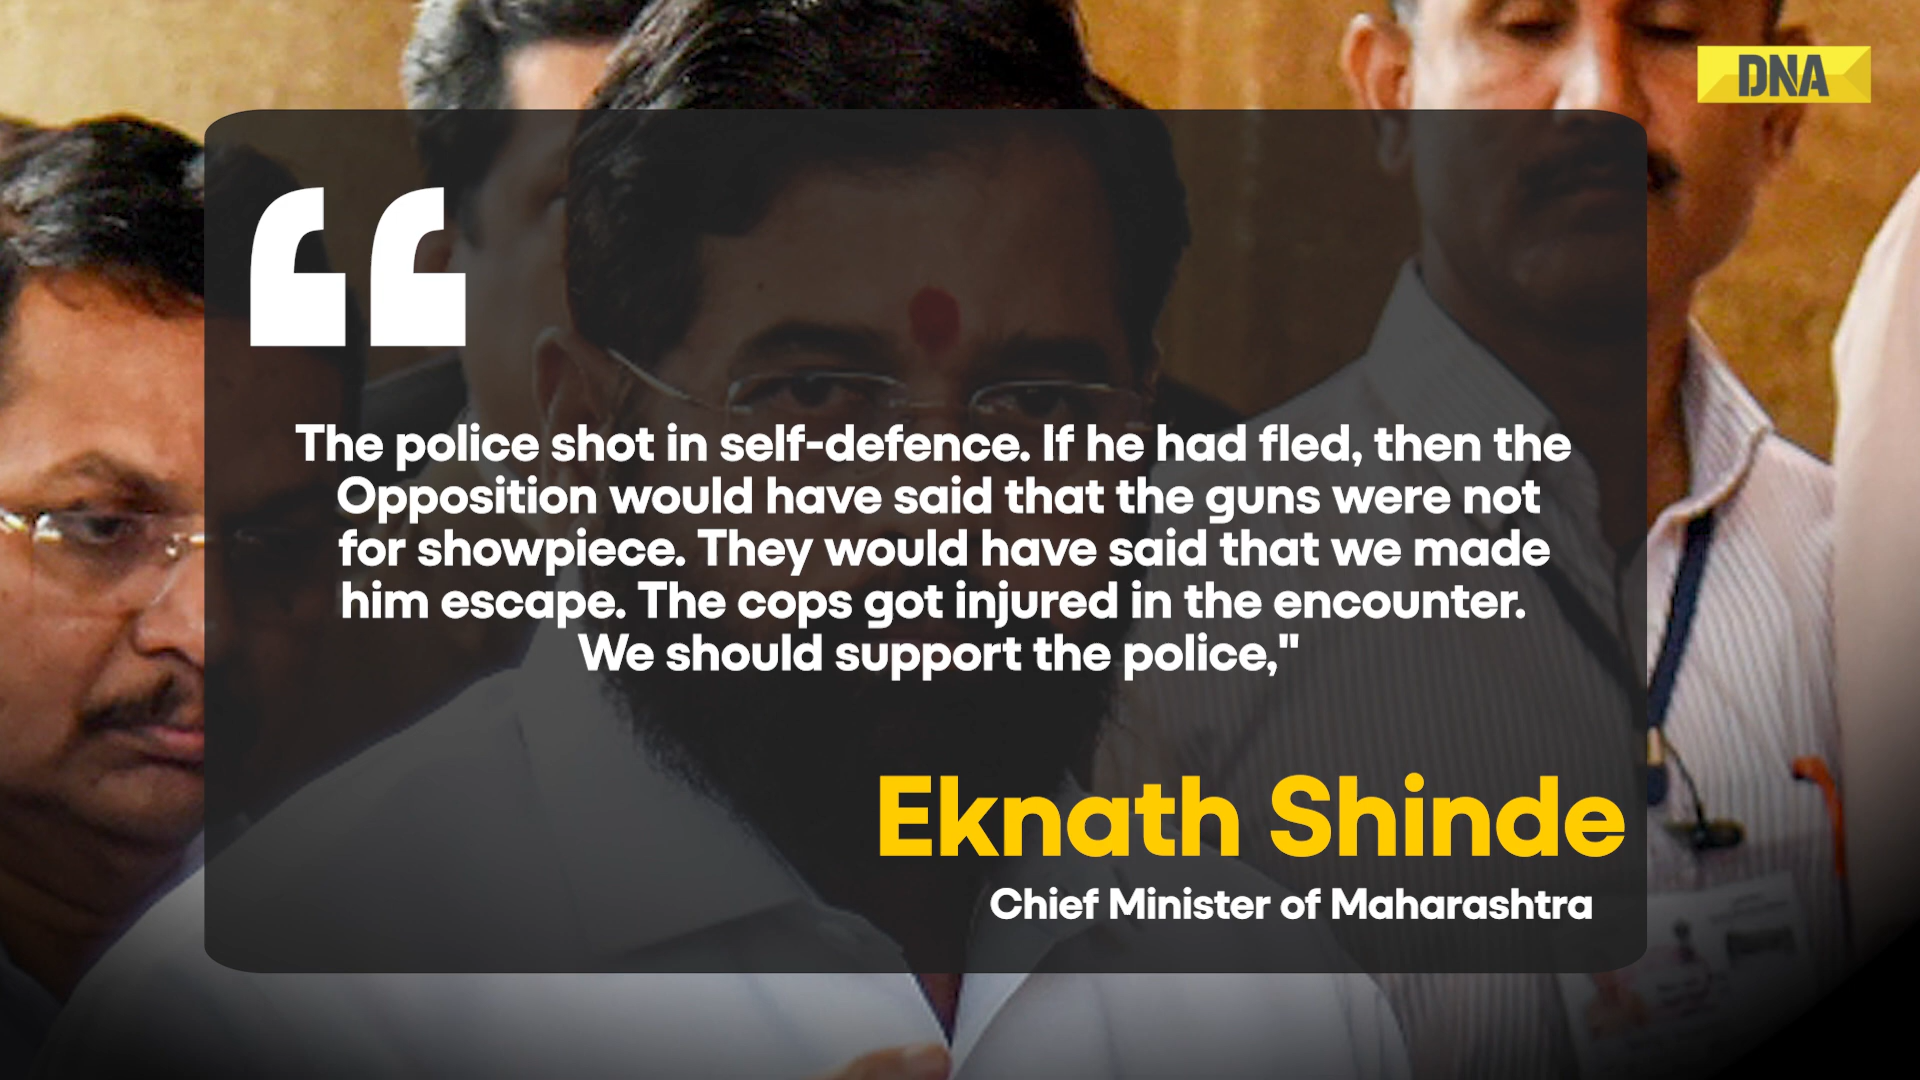 DNA
“
The police shot in self-defence. If he had fled, then the
Opposition would have said that the guns were not
for showpiece. They would have said that we made
him escape. The cops got injured in the encounter.
We should support the police,"
Eknath Shinde
Chief Minister of Maharashtra